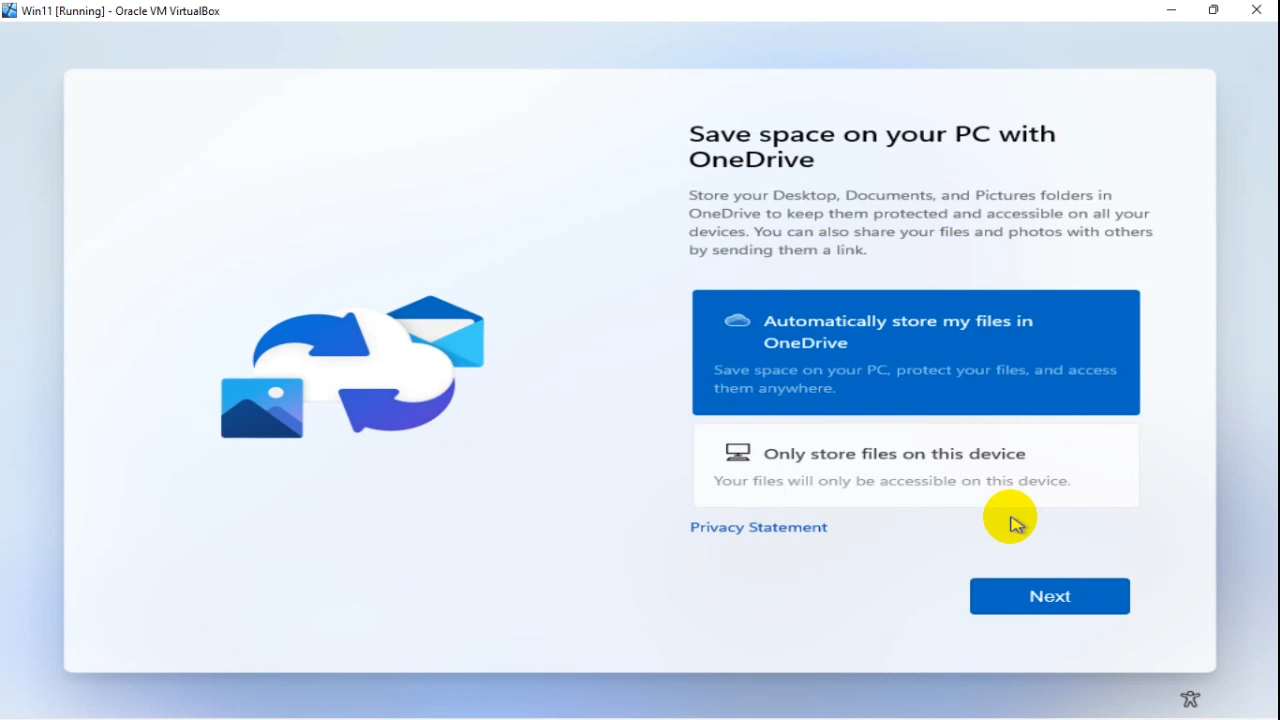 Win11 [Running] - Oracle VM VirtualBox
Save space on your PC with
OneDrive
Store your Desktop, Documents, and Pictures folders in
OneDrive to keep them protected and accessible on all your
devices. You can also share your files and photos with others
by sending them a link.
Automatically store my files in
OneDrive
Save space on your PC, protect your files, and access
them anywhere.
Only store files on this device
Your files will only be accessible on this device.
Privacy Statement
Next